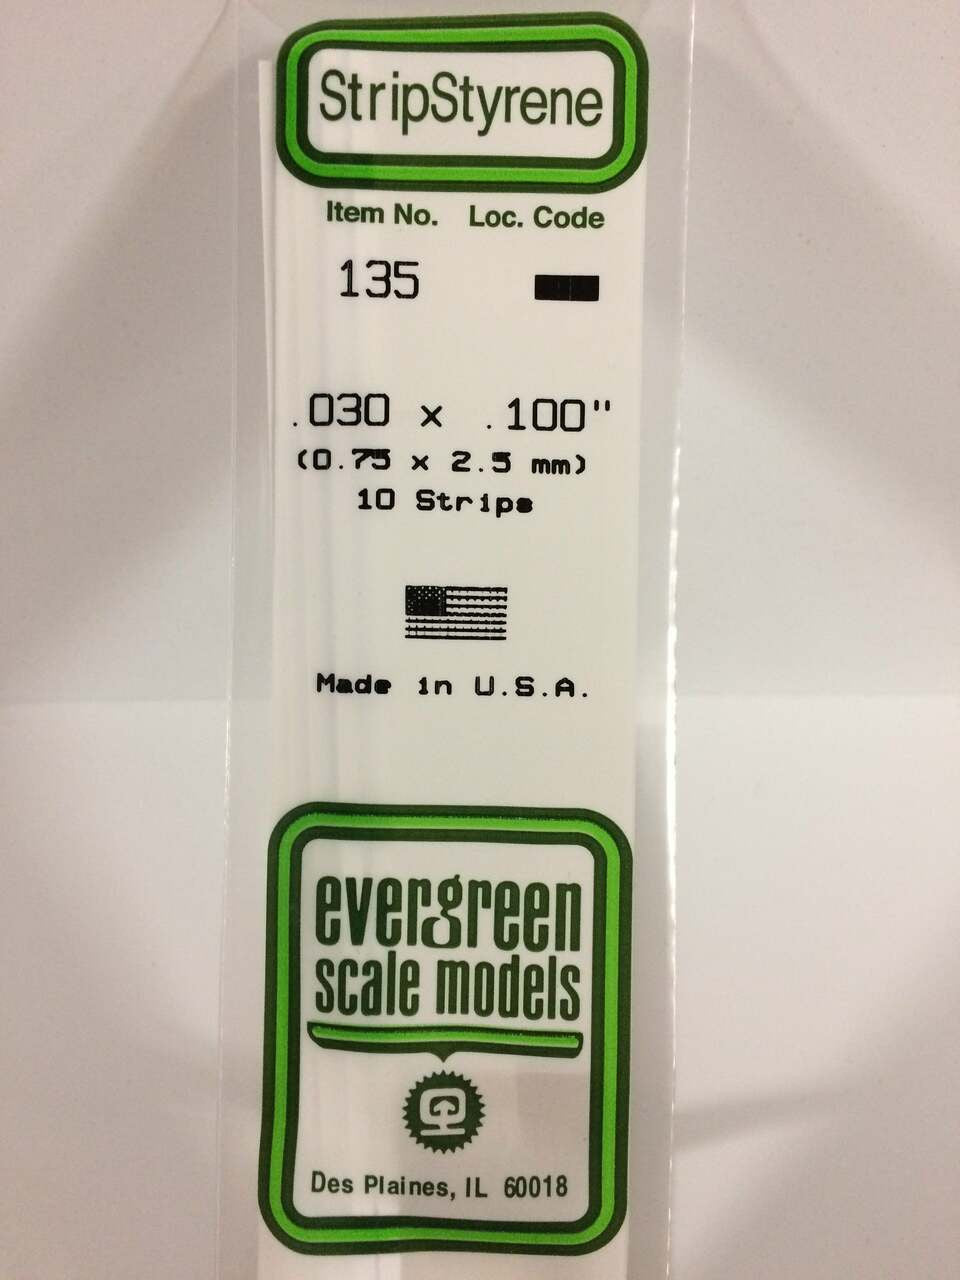 StripStyrene
Item No. Loc. Code
135
.030 x .100"
(0.75 x 2.5 mm)
10 Strips
Made in U.S.A.
evergreen
scale models
Des Plaines, IL 60018